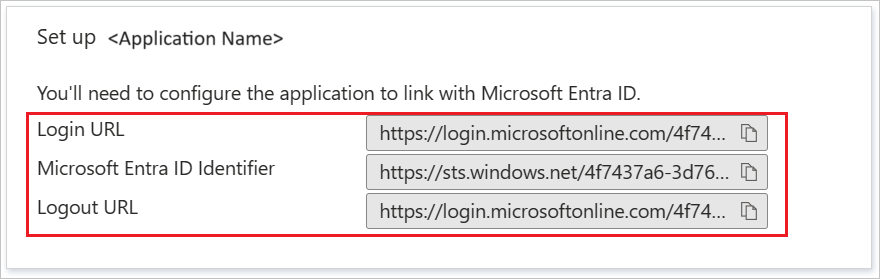 Set up <Application Name>
You'll need to configure the application to link with Microsoft Entra ID.
Login URL https://login.microsoftonline.com/4f74...
Microsoft Entra ID Identifier https://sts.windows.net/4f7437a6-3d76...
Logout URL https://login.microsoftonline.com/4f74...